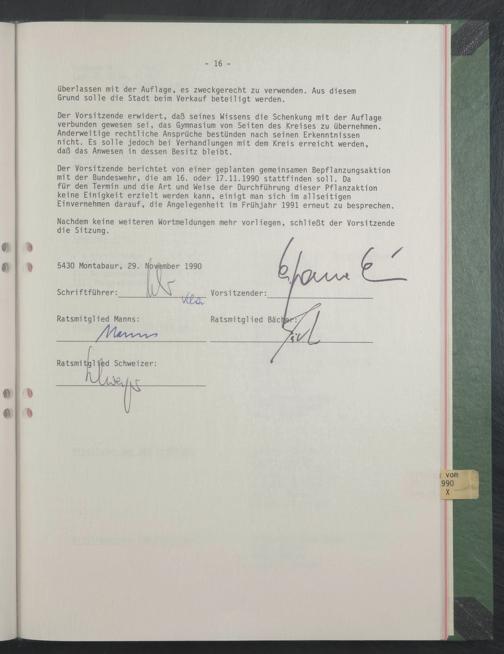 - 16 -
überlassen mit der Auflage, es zweckgerecht zu verwenden. Aus diesem
Grund solle die Stadt beim Verkauf beteiligt werden.
Der Vorsitzende erwidert, daß seines Wissens die Schenkung mit der Auflage
verbunden gewesen sei, das Gymnasium von Seiten des Kreises zu übernehmen.
Anderweitige rechtliche Ansprüche bestünden nach seinen Erkenntnissen
nicht. Es solle jedoch bei Verhandlungen mit dem Kreis erreicht werden,
daß das Anwesen in dessen Besitz bleibt.
Der Vorsitzende berichtet von einer geplanten gemeinsamen Bepflanzungsaktion
mit der Bundeswehr, die am 16. oder 17.11.1990 stattfinden soll. Da
für den Termin und die Art und Weise der Durchführung dieser Pflanzaktion
keine Einigkeit erzielt werden kann, einigt man sich im allseitigen
Einvernehmen darauf, die Angelegenheit im Frühjahr 1991 erneut zu besprechen.
Nachdem keine weiteren Wortmeldungen mehr vorliegen, schließt der Vorsitzende
die Sitzung.
5430 Montabaur, 29. November 1990
Schriftführer: Vorsitzender:
Ratsmitglied Manns: Ratsmitglied Bächer:
Manns
Ratsmitglied Schweizer:
vom
990
X